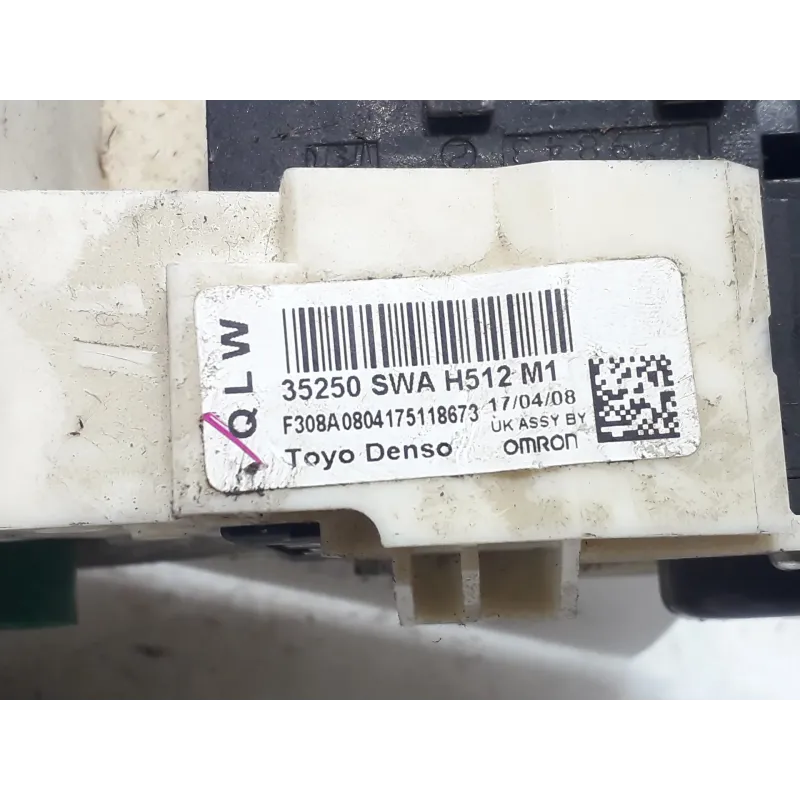 QLW
35250 SWA H512 M1
F308A0804175118673 17/04/08
UK ASSY BY
Toyo Denso OMRON